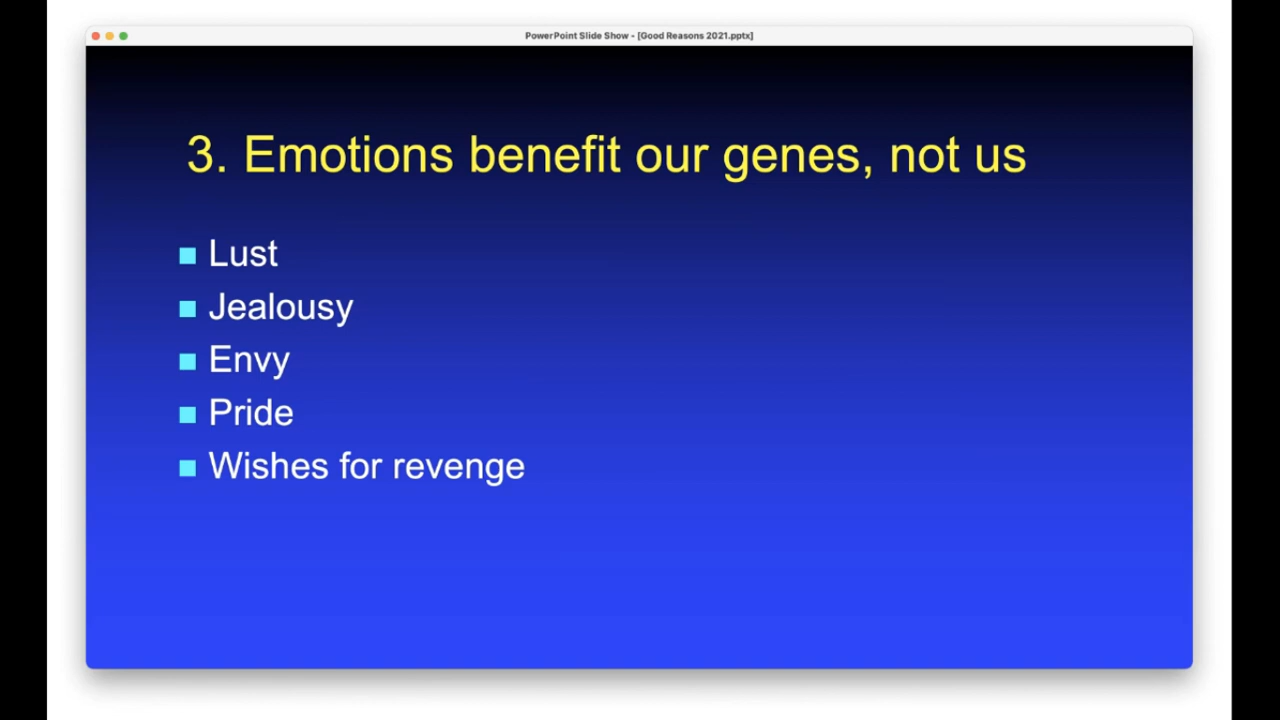 PowerPoint Slide Show - [Good Reasons 2021.pptx]
3. Emotions benefit our genes, not us
Lust
Jealousy
Envy
Pride
Wishes for revenge